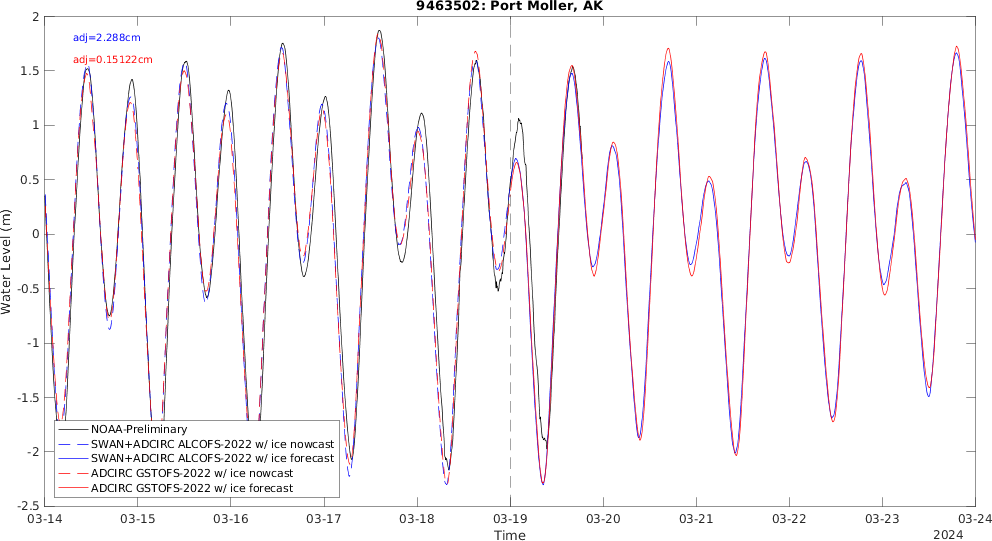 9463502: Port Moller, AK
adj=2.288cm
adj=0.15122cm
Water Level (m)
2
1.5
1
0.5
0
-0.5
-1
-1.5
-2
-2.5
NOAA-Preliminary
SWAN+ADCIRC ALCOFS-2022 w/ ice nowcast
SWAN+ADCIRC ALCOFS-2022 w/ ice forecast
ADCIRC GSTOFS-2022 w/ ice nowcast
ADCIRC GSTOFS-2022 w/ ice forecast
03-14 03-15 03-16 03-17 03-18 03-19 03-20 03-21 03-22 03-23 03-24
Time
2024